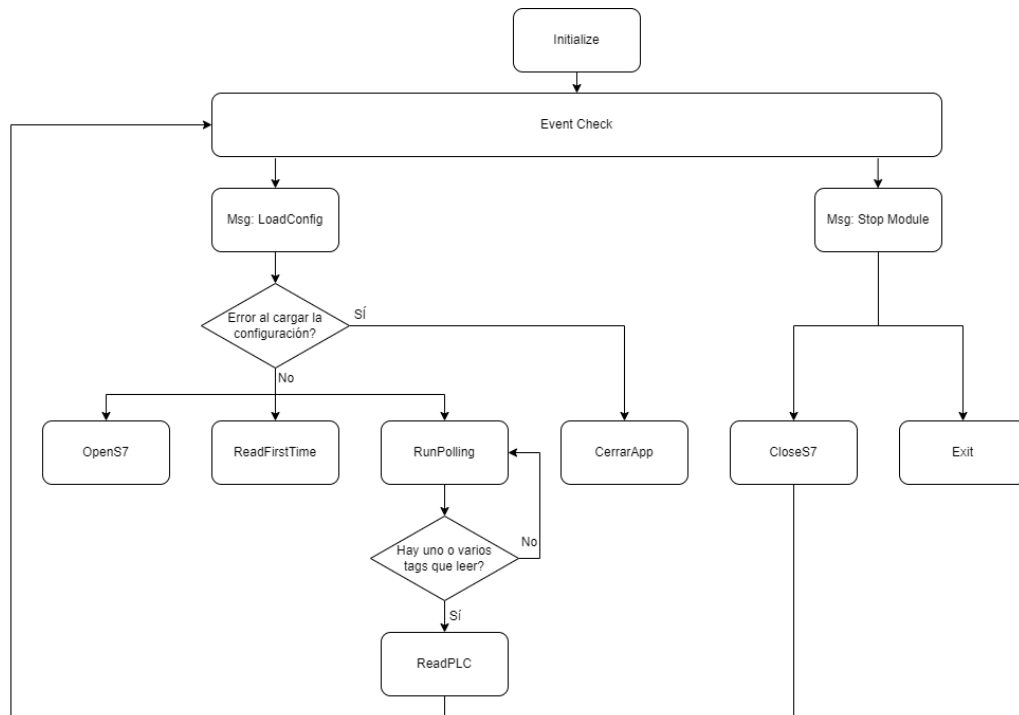 Initialize
Event Check
Msg: LoadConfig
Msg: Stop Module
Error al cargar la
configuración?
SÍ
No
OpenS7
ReadFirstTime
RunPolling
CerrarApp
CloseS7
Exit
Hay uno o varios
tags que leer?
No
Sí
ReadPLC